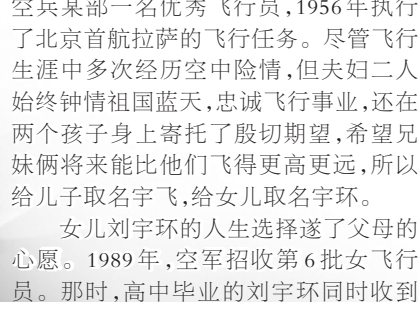 空兵某部一名优秀飞行员,1956年执行
了北京首航拉萨的飞行任务。尽管飞行
生涯中多次经历空中险情,但夫妇二人
始终钟情祖国蓝天,忠诚飞行事业,还在
两个孩子身上寄托了殷切期望,希望兄
妹俩将来能比他们飞得更高更远,所以
给儿子取名宇飞,给女儿取名宇环。
女儿刘宇环的人生选择遂了父母的
心愿。1989年,空军招收第6批女飞行
员。那时,高中毕业的刘宇环同时收到